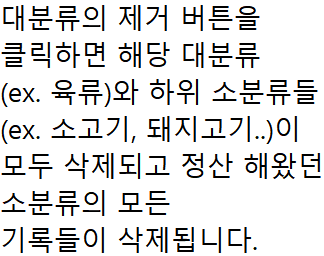 대분류의 제거 버튼을
클릭하면 해당 대분류
(ex. 육류)와 하위 소분류들
(ex. 소고기, 돼지고기..)이
모두 삭제되고 정산 해왔던
소분류의 모든
기록들이 삭제됩니다.